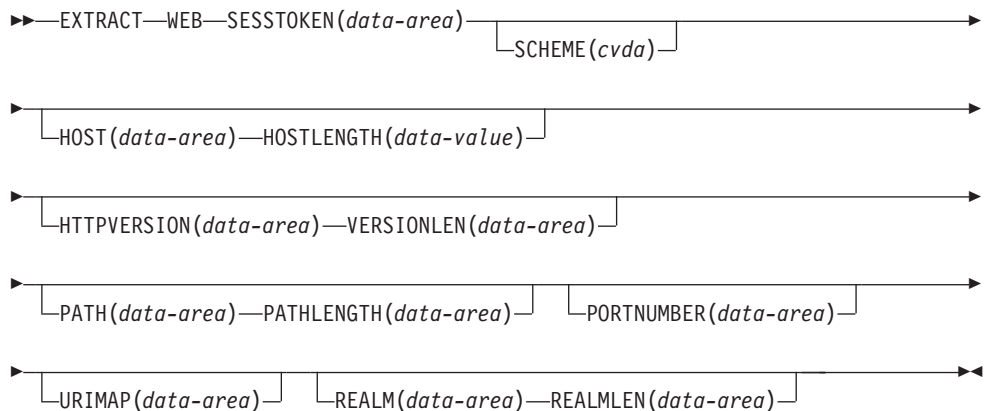 EXTRACT WEB SESSTOKEN(data-area)
SCHEME(cvda)
HOST(data-area) HOSTLENGTH(data-value)
HTTPVERSION(data-area) VERSIONLEN(data-area)
PATH(data-area) PATHLENGTH(data-area) PORTNUMBER(data-area)
URIMAP(data-area) REALM(data-area) REALMLEN(data-area)